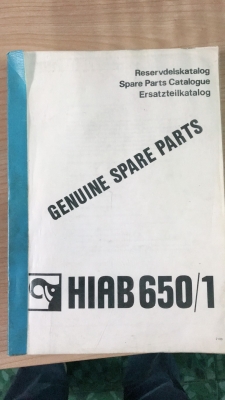 Reservdelskatalog
Spare Parts Catalogue
Ersatzteilkatalog
GENUINE SPARE PARTS
HIAB 650/1